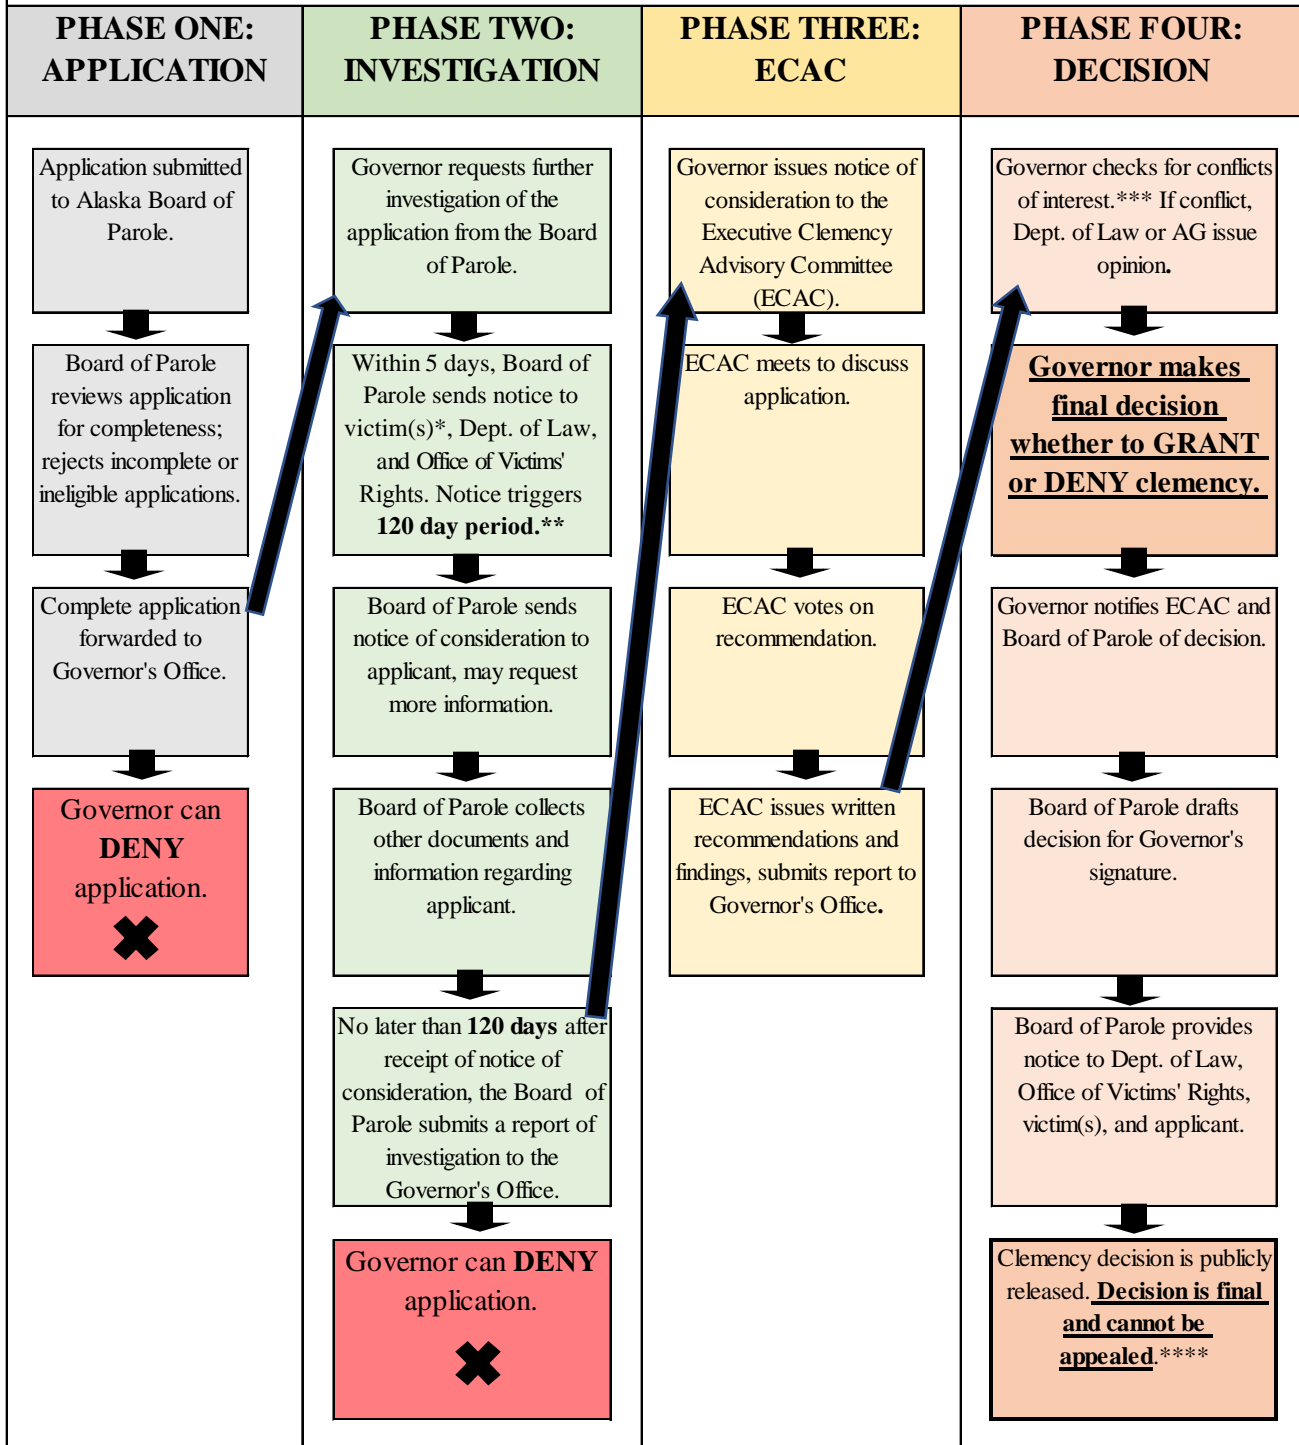 PHASE ONE:
APPLICATION
Application submitted
to Alaska Board of
Parole.
Board of Parole
reviews application
for completeness;
rejects incomplete or
ineligible applications.
Complete application
forwarded to
Governor's Office.
Governor can
DENY
application.
PHASE TWO:
INVESTIGATION
Governor requests further
investigation of the
application from the Board
of Parole.
Within 5 days, Board of
Parole sends notice to
victim(s)*, Dept. of Law,
and Office of Victims'
Rights. Notice triggers
120 day period.**
Board of Parole sends
notice of consideration to
applicant, may request
more information.
Board of Parole collects
other documents and
information regarding
applicant.
No later than 120 days after
receipt of notice of
consideration, the Board of
Parole submits a report of
investigation to the
Governor's Office.
Governor can DENY
application.
PHASE THREE:
ECAC
Governor issues notice of
consideration to the
Executive Clemency
Advisory Committee
(ECAC).
ECAC meets to discuss
application.
ECAC votes on
recommendation.
ECAC issues written
recommendations and
findings, submits report to
Governor's Office.
PHASE FOUR:
DECISION
Governor checks for conflicts
of interest.*** If conflict,
Dept. of Law or AG issue
opinion.
Governor makes
final decision
whether to GRANT
or DENY clemency.
Governor notifies ECAC and
Board of Parole of decision.
Board of Parole drafts
decision for Governor's
signature.
Board of Parole provides
notice to Dept. of Law,
Office of Victims' Rights,
victim(s), and applicant.
Clemency decision is publicly
released. Decision is final
and cannot be
appealed.****